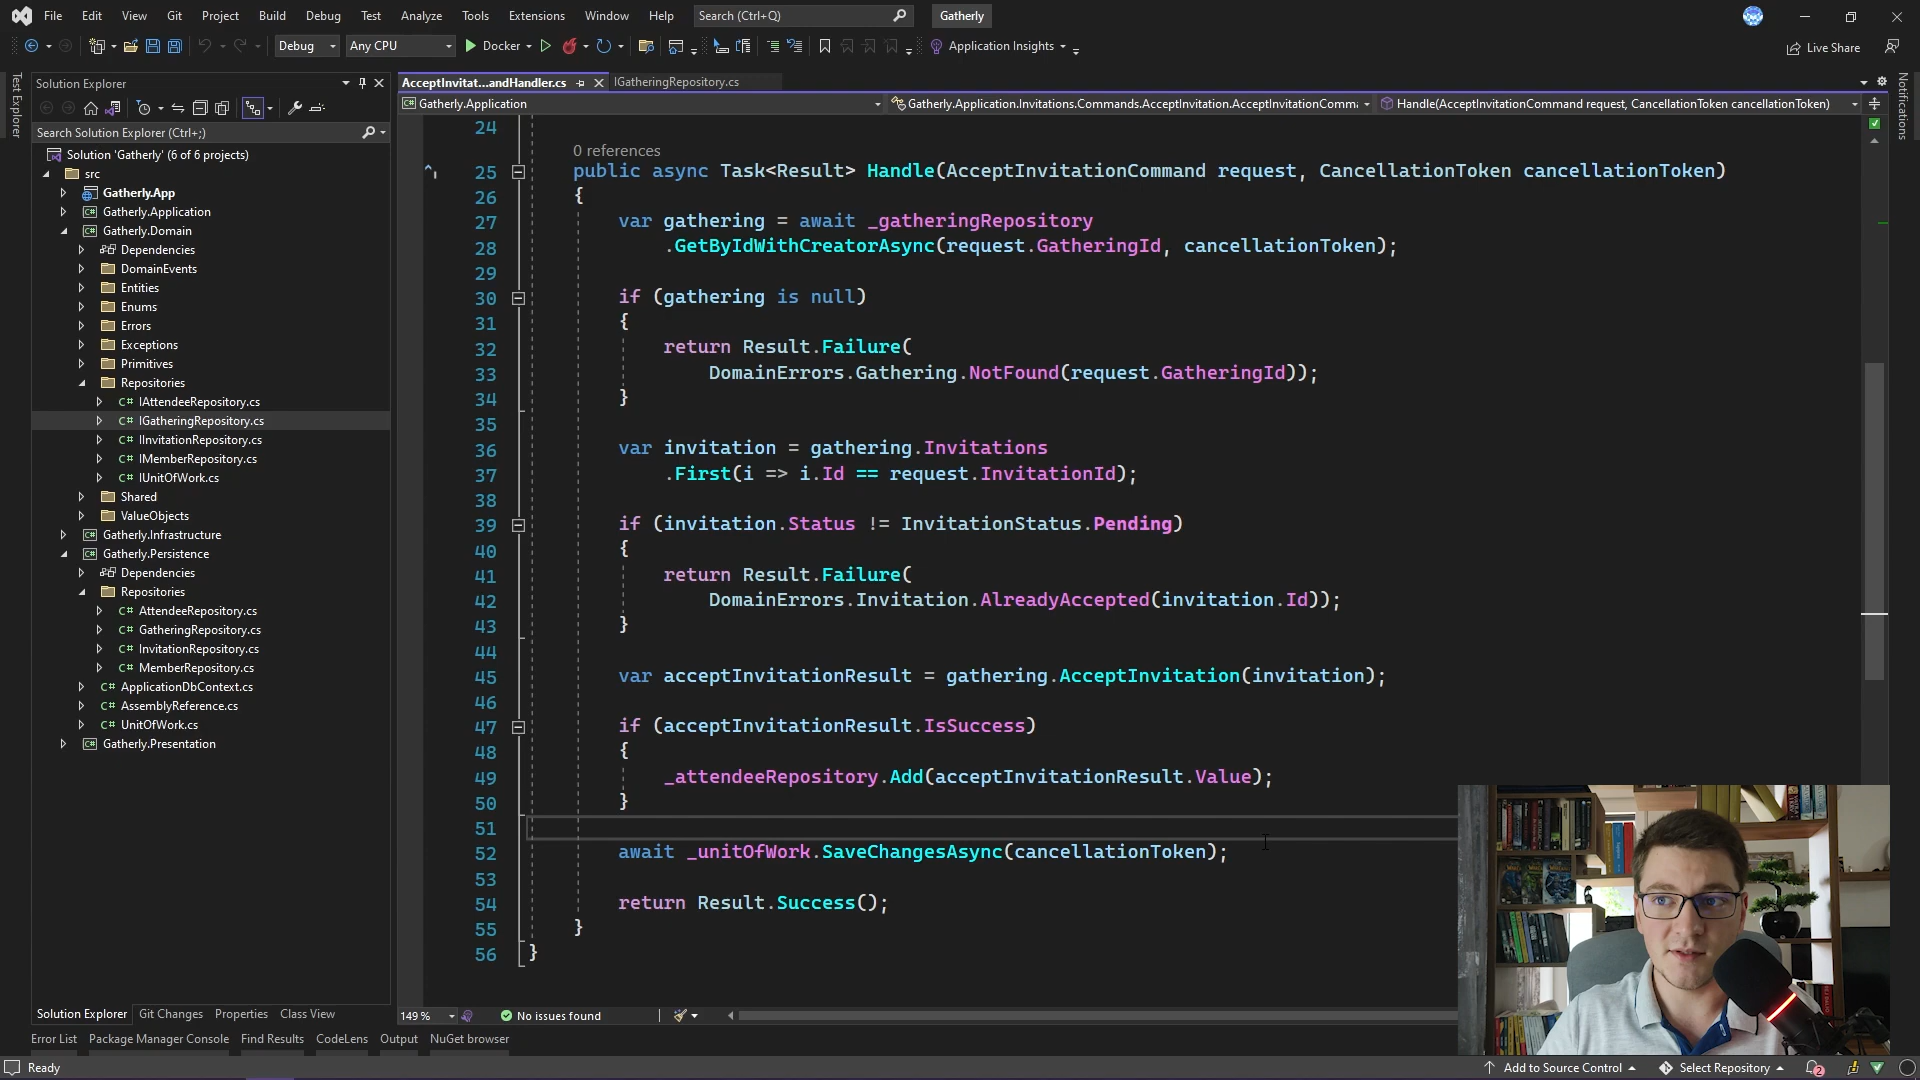 File Edit View Git Project Build Debug Test Analyze Tools Extensions Window Help Search (Ctrl+Q) Gatherly
Debug Any CPU Docker Application Insights Live Share
Test Explorer
Solution Explorer
Search Solution Explorer (Ctrl+;)
Solution 'Gatherly' (6 of 6 projects)
src
Gatherly.App
Gatherly.Application
Gatherly.Domain
Dependencies
DomainEvents
Entities
Enums
Errors
Exceptions
Primitives
Repositories
C# IAttendeeRepository.cs
C# IGatheringRepository.cs
C# IInvitationRepository.cs
C# IMemberRepository.cs
C# IUnitOfWork.cs
Shared
ValueObjects
Gatherly.Infrastructure
Gatherly.Persistence
Dependencies
Repositories
C# AttendeeRepository.cs
C# GatheringRepository.cs
C# InvitationRepository.cs
C# MemberRepository.cs
C# ApplicationDbContext.cs
C# AssemblyReference.cs
C# UnitOfWork.cs
Gatherly.Presentation
Solution Explorer Git Changes Properties Class View
AcceptInvitat...andHandler.cs IGatheringRepository.cs
Gatherly.Application Gatherly.Application.Invitations.Commands.AcceptInvitation.AcceptInvitationComma Handle(AcceptInvitationCommand request, CancellationToken cancellationToken)
Notifications
24
0 references
25 public async Task<Result> Handle(AcceptInvitationCommand request, CancellationToken cancellationToken)
26 {
27 var gathering = await _gatheringRepository
28 .GetByIdWithCreatorAsync(request.GatheringId, cancellationToken);
29
30 if (gathering is null)
31 {
32 return Result.Failure(
33 DomainErrors.Gathering.NotFound(request.GatheringId));
34 }
35
36 var invitation = gathering.Invitations
37 .First(i => i.Id == request.InvitationId);
38
39 if (invitation.Status != InvitationStatus.Pending)
40 {
41 return Result.Failure(
42 DomainErrors.Invitation.AlreadyAccepted(invitation.Id));
43 }
44
45 var acceptInvitationResult = gathering.AcceptInvitation(invitation);
46
47 if (acceptInvitationResult.IsSuccess)
48 {
49 _attendeeRepository.Add(acceptInvitationResult.Value);
50 }
51
52 await _unitOfWork.SaveChangesAsync(cancellationToken);
53
54 return Result.Success();
55 }
56 }
149 % No issues found
Error List Package Manager Console Find Results CodeLens Output NuGet browser
Ready Add to Source Control Select Repository 2